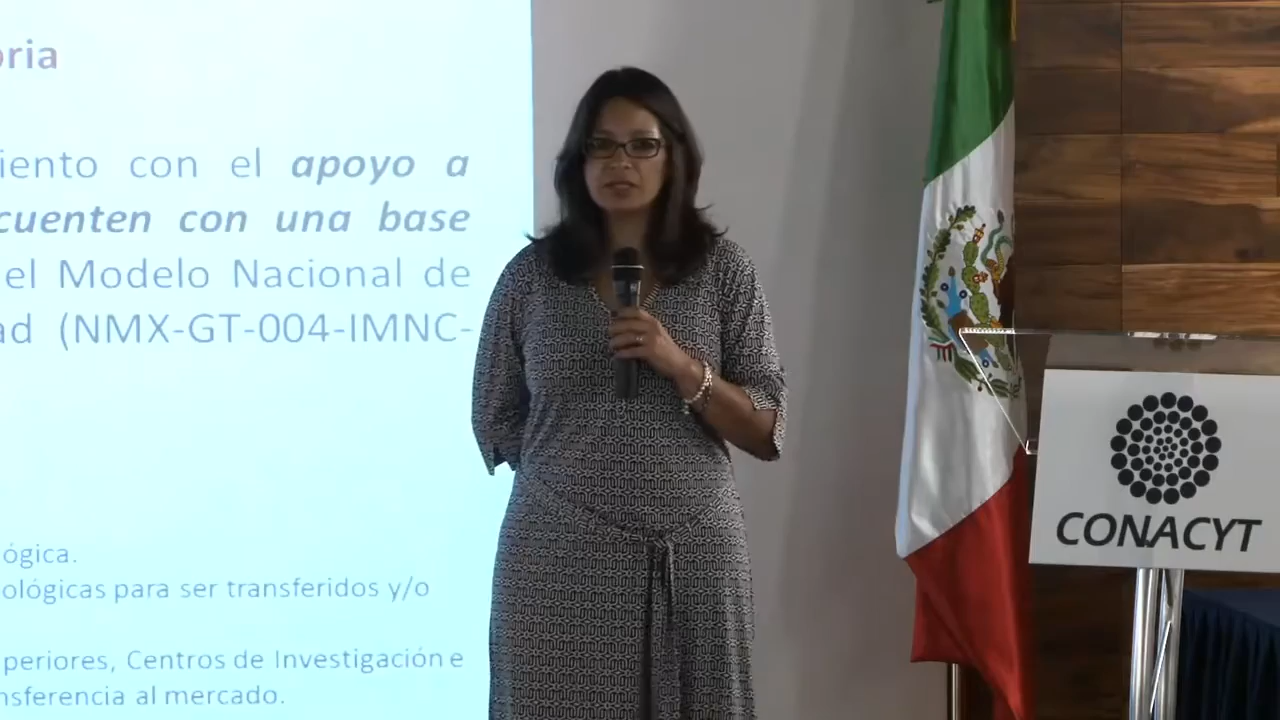 oria
iento con el apoyo a
cuenten con una base
el Modelo Nacional de
ad (NMX-GT-004-IMNC-
ógica.
ológicas para ser transferidos y/o
periores, Centros de Investigación e
nsferencia al mercado.
CONACYT